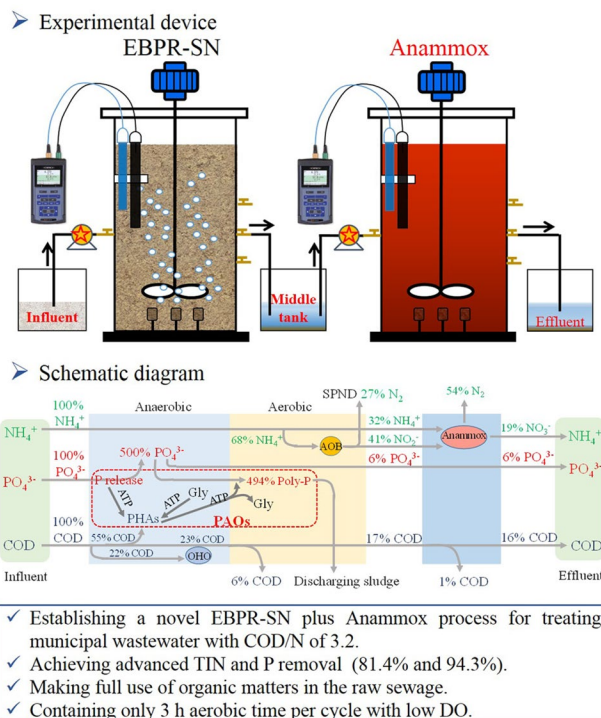 ➢ Experimental device
EBPR-SN
Anammox
Influent
Middle
tank
Effluent
➢ Schematic diagram
SPND 27% N₂
54% N₂
100%
NH₄⁺
Anaerobic
Aerobic
32% NH₄⁺
19% NO₃⁻
NH₄⁺
68% NH₄⁺
AOB
41% NO₂⁻
Anammox
NH₄⁺
100%
PO₄³⁻
500% PO₄³⁻
6% PO₄³⁻
6% PO₄³⁻
PO₄³⁻
PO₄³⁻
P release
ATP
ATP
Gly
ATP
494% Poly-P
Gly
PHAs
PAOs
100%
COD
COD
55% COD
23% COD
17% COD
16% COD
COD
22% COD
OHO
Influent
6% COD
Discharging sludge
1% COD
Effluent
✓ Establishing a novel EBPR-SN plus Anammox process for treating
municipal wastewater with COD/N of 3.2.
✓ Achieving advanced TIN and P removal (81.4% and 94.3%).
✓ Making full use of organic matters in the raw sewage.
✓ Containing only 3 h aerobic time per cycle with low DO.